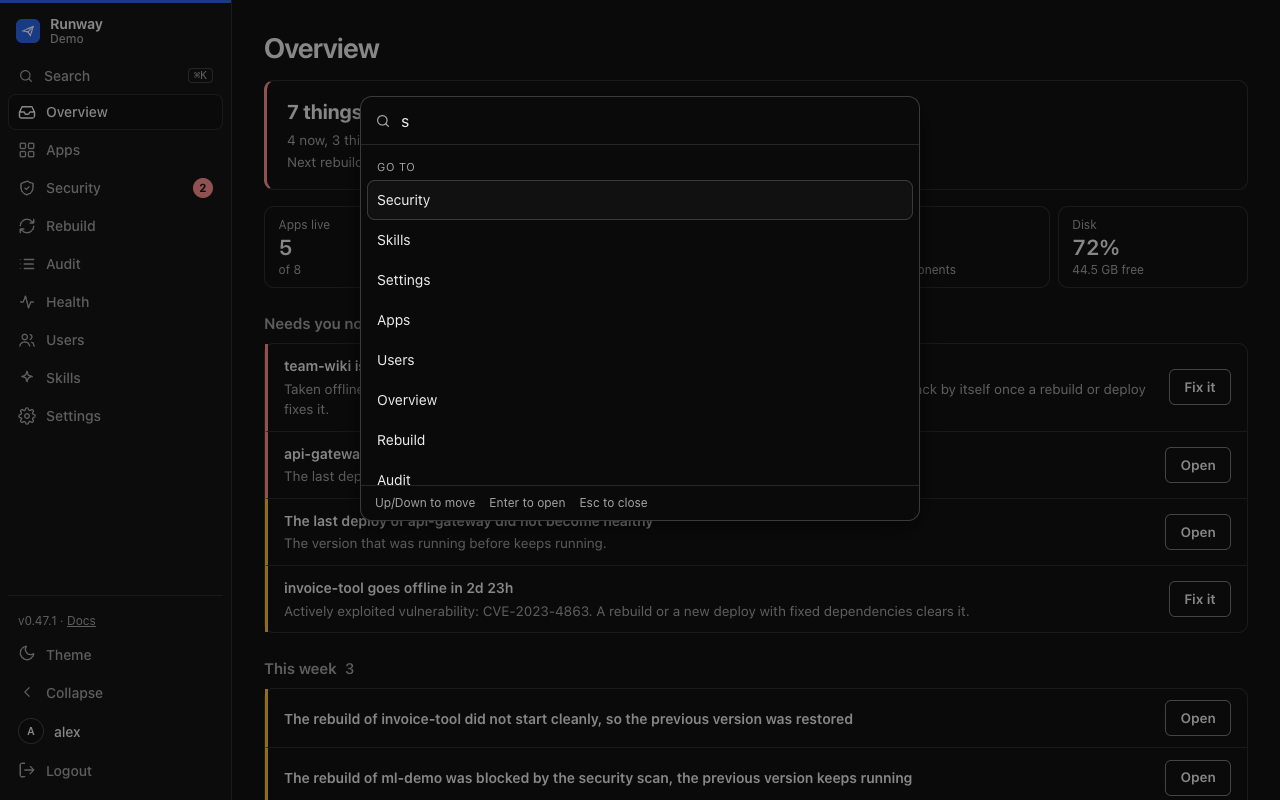 Runway
Demo
Search ⌘K
Overview
Apps
Security 2
Rebuild
Audit
Health
Users
Skills
Settings
v0.47.1 · Docs
Theme
Collapse
A alex
Logout
Overview
7 things
4 now, 3
Next rebuild
s
GO TO
Security
Skills
Settings
Apps
Users
Overview
Rebuild
Audit
Up/Down to move Enter to open Esc to close
Apps live
5
of 8
Disk
72%
44.5 GB free
Needs you
team-wiki
Taken offline by itself once a rebuild or deploy
fixes it.
Fix it
The last
Open
The last deploy of api-gateway did not become healthy
The version that was running before keeps running.
Open
invoice-tool goes offline in 2d 23h
Actively exploited vulnerability: CVE-2023-4863. A rebuild or a new deploy with fixed dependencies clears it.
Fix it
This week 3
The rebuild of invoice-tool did not start cleanly, so the previous version was restored
Open
The rebuild of ml-demo was blocked by the security scan, the previous version keeps running
Open